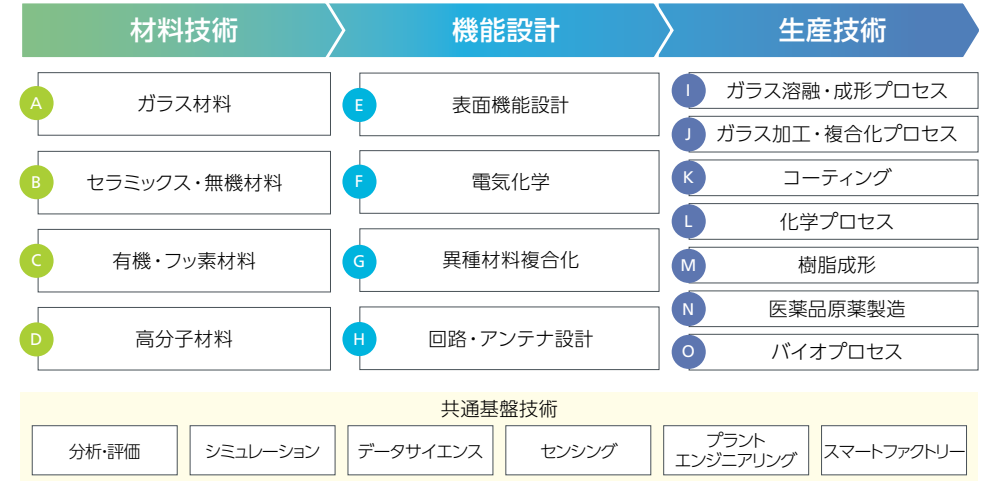 材料技術
機能設計
生産技術
A
ガラス材料
B
セラミックス・無機材料
C
有機・フッ素材料
D
高分子材料
E
表面機能設計
F
電気化学
G
異種材料複合化
H
回路・アンテナ設計
I
ガラス溶融・成形プロセス
J
ガラス加工・複合化プロセス
K
コーティング
L
化学プロセス
M
樹脂成形
N
医薬品原薬製造
O
バイオプロセス
共通基盤技術
分析・評価
シミュレーション
データサイエンス
センシング
プラント
エンジニアリング
スマートファクトリー